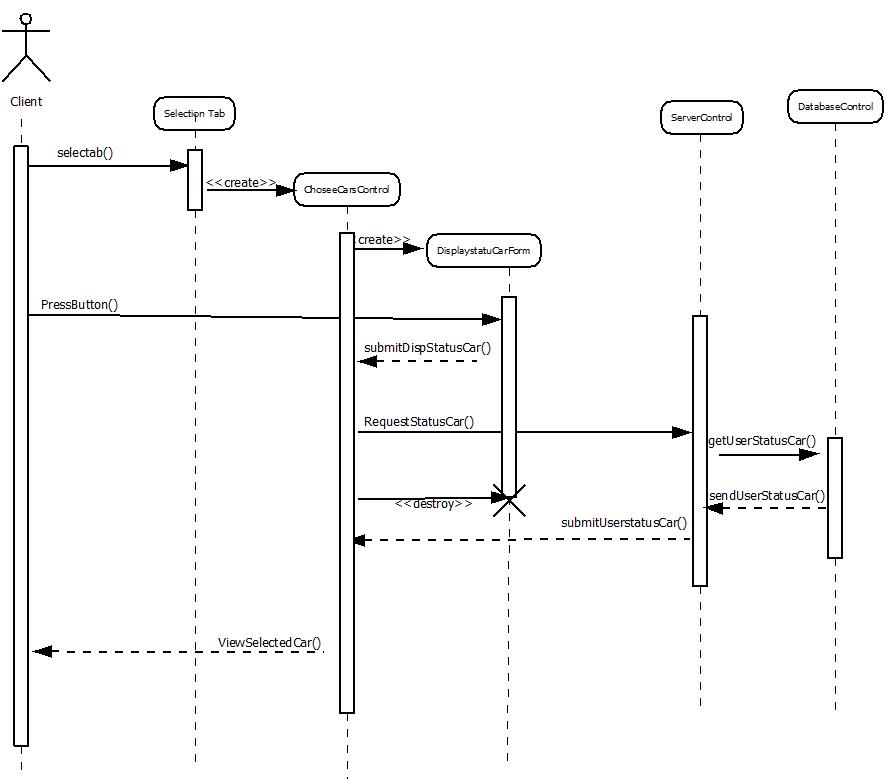 Client
Selection Tab
ServerControl
DatabaseControl
selectab()
<<create>>
ChoseeCarsControl
create>>
DisplaystatuCarForm
PressButton()
submitDispStatusCar()
RequestStatusCar()
getUserStatusCar()
<<destroy>>
sendUserStatusCar()
submitUserstatusCar()
ViewSelectedCar()